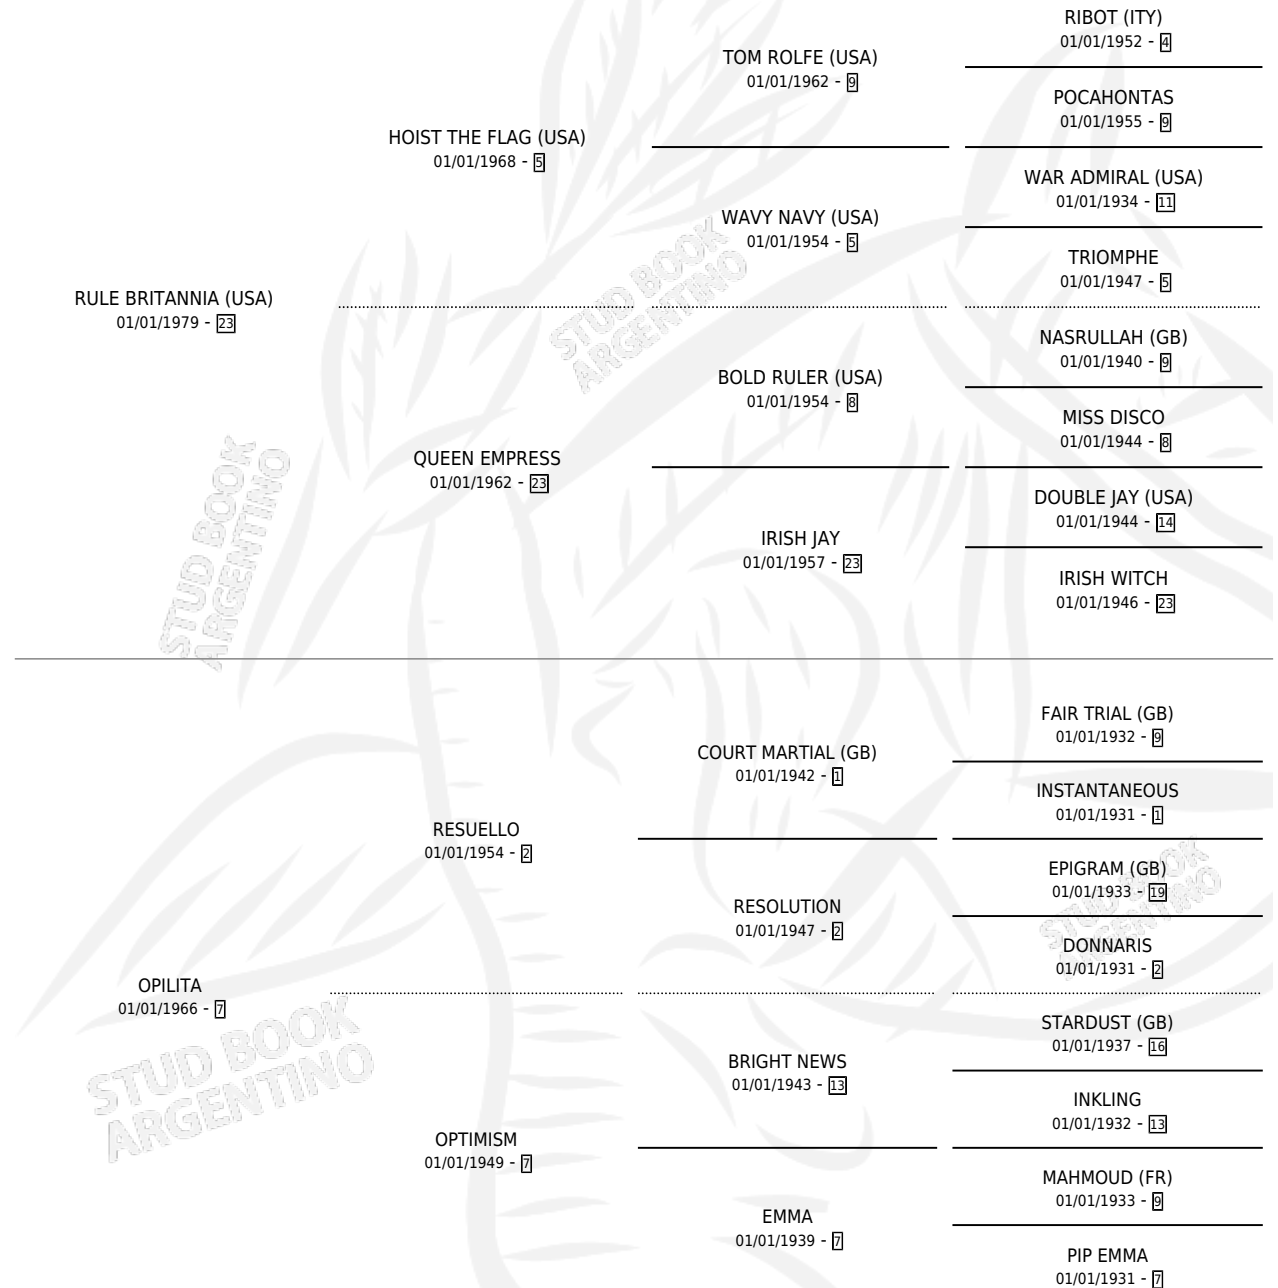 RIBOT (ITY)
01/01/1952 - 4
TOM ROLFE (USA)
01/01/1962 - 9
POCAHONTAS
01/01/1955 - 9
HOIST THE FLAG (USA)
01/01/1968 - 5
WAR ADMIRAL (USA)
01/01/1934 - 11
WAVY NAVY (USA)
01/01/1954 - 5
TRIOMPHE
01/01/1947 - 5
RULE BRITANNIA (USA)
01/01/1979 - 23
STUD BOOK
ARGENTINO
NASRULLAH (GB)
01/01/1940 - 9
BOLD RULER (USA)
01/01/1954 - 8
MISS DISCO
01/01/1944 - 8
QUEEN EMPRESS
01/01/1962 - 23
DOUBLE JAY (USA)
01/01/1944 - 14
IRISH JAY
01/01/1957 - 23
IRISH WITCH
01/01/1946 - 23
STUD BOOK
ARGENTINO
FAIR TRIAL (GB)
01/01/1932 - 9
COURT MARTIAL (GB)
01/01/1942 - 1
INSTANTANEOUS
01/01/1931 - 1
RESUELLO
01/01/1954 - 2
EPIGRAM (GB)
01/01/1933 - 19
RESOLUTION
01/01/1947 - 2
DONNARIS
01/01/1931 - 2
STUD BOOK
ARGENTINO
OPILITA
01/01/1966 - 7
STARDUST (GB)
01/01/1937 - 16
BRIGHT NEWS
01/01/1943 - 13
INKLING
01/01/1932 - 13
STUD BOOK
ARGENTINO
OPTIMISM
01/01/1949 - 7
MAHMOUD (FR)
01/01/1933 - 9
EMMA
01/01/1939 - 7
PIP EMMA
01/01/1931 - 7